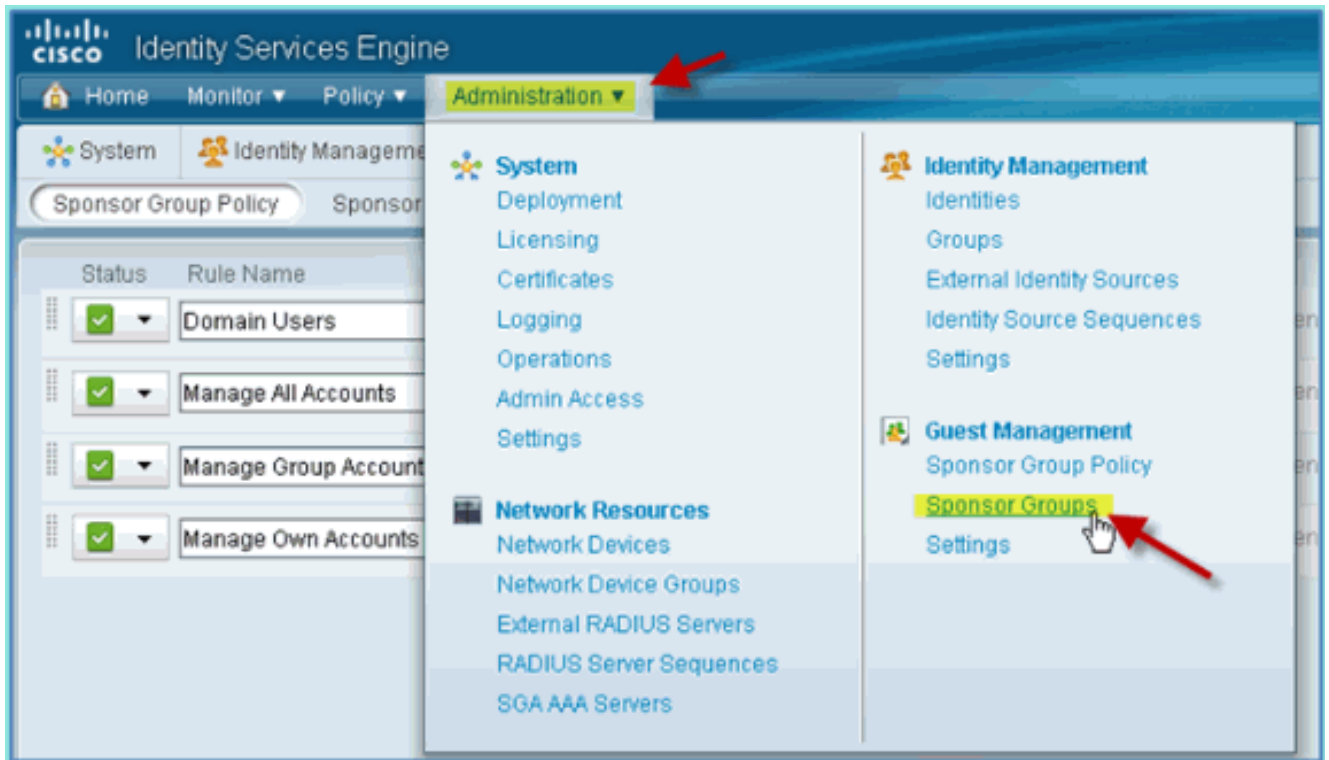 cisco Identity Services Engine
Home Monitor Policy Administration
System Identity Manageme
Sponsor Group Policy Sponsor
Status Rule Name
Domain Users
Manage All Accounts
Manage Group Account
Manage Own Accounts
System
Deployment
Licensing
Certificates
Logging
Operations
Admin Access
Settings
Network Resources
Network Devices
Network Device Groups
External RADIUS Servers
RADIUS Server Sequences
SGA AAA Servers
Identity Management
Identities
Groups
External Identity Sources
Identity Source Sequences
Settings
Guest Management
Sponsor Group Policy
Sponsor Groups
Settings